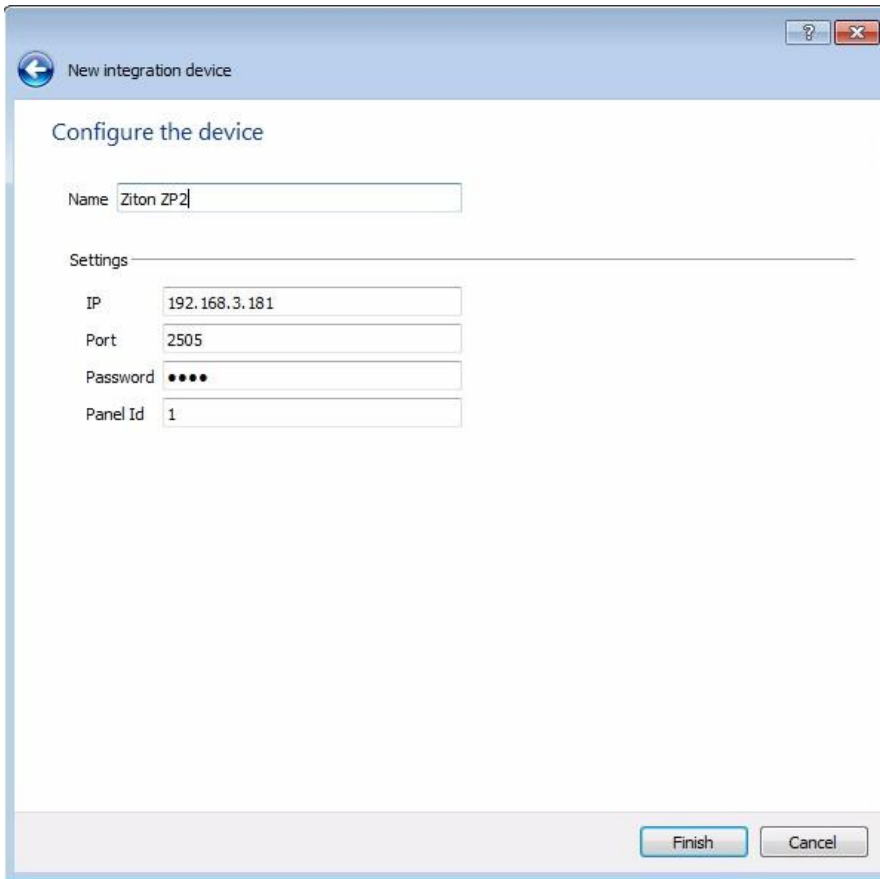 New integration device
Configure the device
Name Ziton ZP2
Settings
IP 192.168.3.181
Port 2505
Password ●●●●
Panel Id 1
Finish Cancel